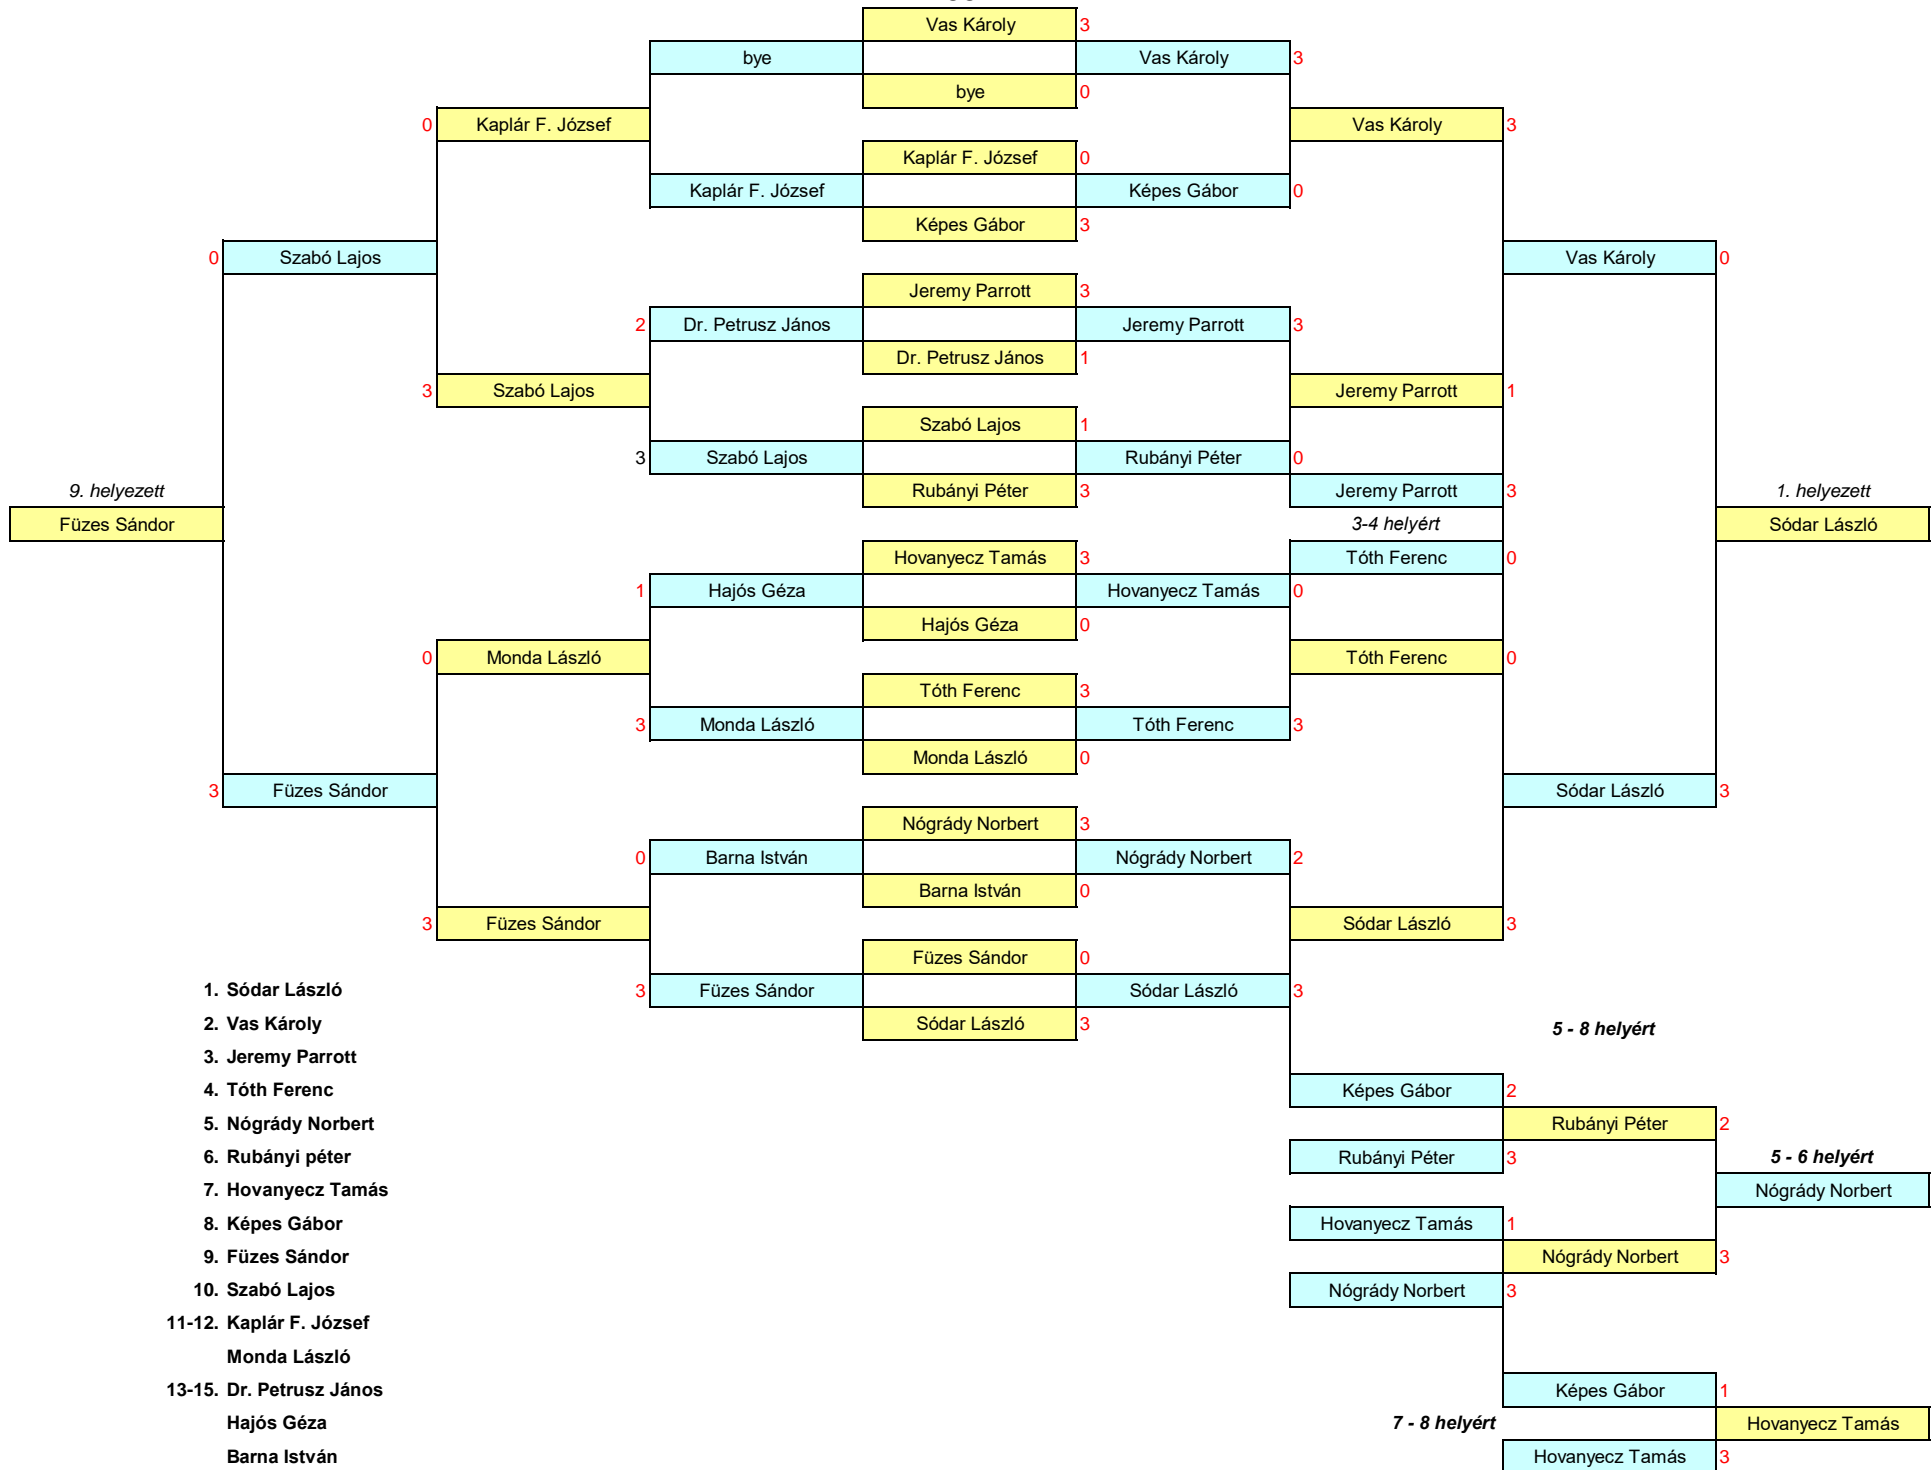 Vas Károly 3
bye Vas Károly 3
bye 0
0 Kaplár F. József Vas Károly 3
Kaplár F. József 0
Kaplár F. József Képes Gábor 0
Képes Gábor 3
0 Szabó Lajos Vas Károly 0
Jeremy Parrott 3
2 Dr. Petrusz János Jeremy Parrott 3
Dr. Petrusz János 1
3 Szabó Lajos Jeremy Parrott 1
Szabó Lajos 1
3 Szabó Lajos Rubányi Péter 0
9. helyezett Rubányi Péter 3 Jeremy Parrott 3 1. helyezett
Füzes Sándor 3-4 helyért Sódar László
Hovanyecz Tamás 3 Tóth Ferenc 0
1 Hajós Géza Hovanyecz Tamás 0
Hajós Géza 0
0 Monda László Tóth Ferenc 0
Tóth Ferenc 3
3 Monda László Tóth Ferenc 3
Monda László 0
3 Füzes Sándor Sódar László 3
Nógrády Norbert 3
0 Barna István Nógrády Norbert 2
Barna István 0
3 Füzes Sándor Sódar László 3
Füzes Sándor 0
1. Sódar László 3 Füzes Sándor Sódar László 3
2. Vas Károly Sódar László 3 5 - 8 helyért
3. Jeremy Parrott
4. Tóth Ferenc Képes Gábor 2
5. Nógrády Norbert Rubányi Péter 2
6. Rubányi péter Rubányi Péter 3 5 - 6 helyért
7. Hovanyecz Tamás Nógrády Norbert
8. Képes Gábor Hovanyecz Tamás 1
9. Füzes Sándor Nógrády Norbert 3
10. Szabó Lajos Nógrády Norbert 3
11-12. Kaplár F. József
Monda László
13-15. Dr. Petrusz János Képes Gábor 1
Hajós Géza 7 - 8 helyért Hovanyecz Tamás
Barna István Hovanyecz Tamás 3